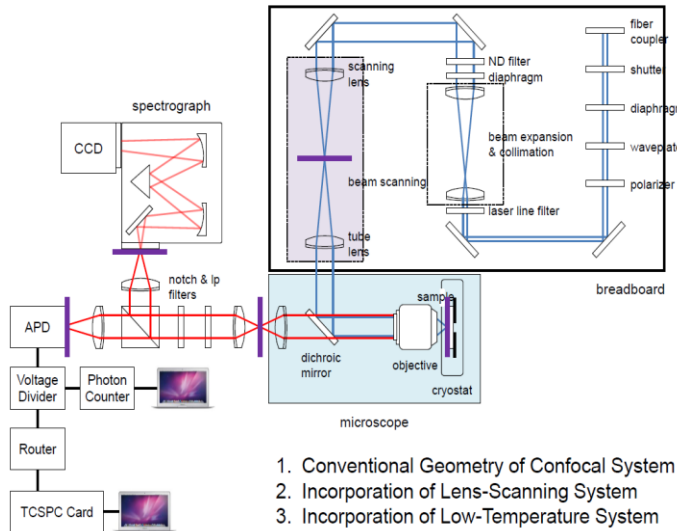 fiber
coupler
ND filter
diaphragm
scanning
lens
shutter
spectrograph
diaphragm
CCD
beam expansion
& collimation
waveplate
beam scanning
polarizer
laser line filter
tube
lens
notch & lp
filters
breadboard
sample
APD
dichroic
mirror
objective
cryostat
Voltage
Divider
Photon
Counter
microscope
Router
1. Conventional Geometry of Confocal System
2. Incorporation of Lens-Scanning System
3. Incorporation of Low-Temperature System
TCSPC Card